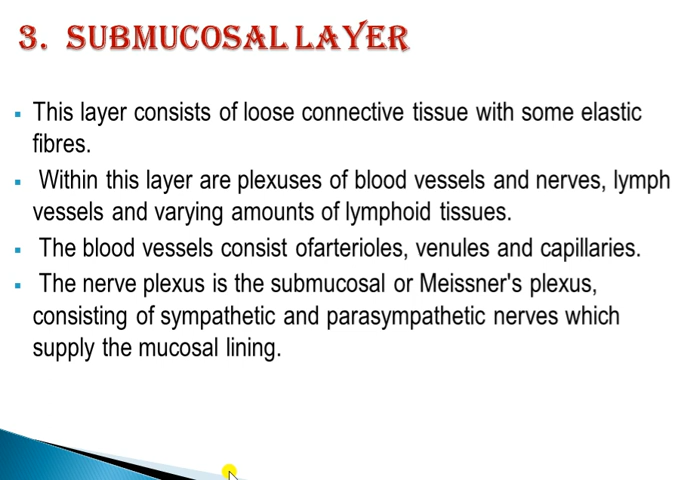 3. SUBMUCOSAL LAYER
▪ This layer consists of loose connective tissue with some elastic
fibres.
▪ Within this layer are plexuses of blood vessels and nerves, lymph
vessels and varying amounts of lymphoid tissues.
▪ The blood vessels consist ofarterioles, venules and capillaries.
▪ The nerve plexus is the submucosal or Meissner's plexus,
consisting of sympathetic and parasympathetic nerves which
supply the mucosal lining.